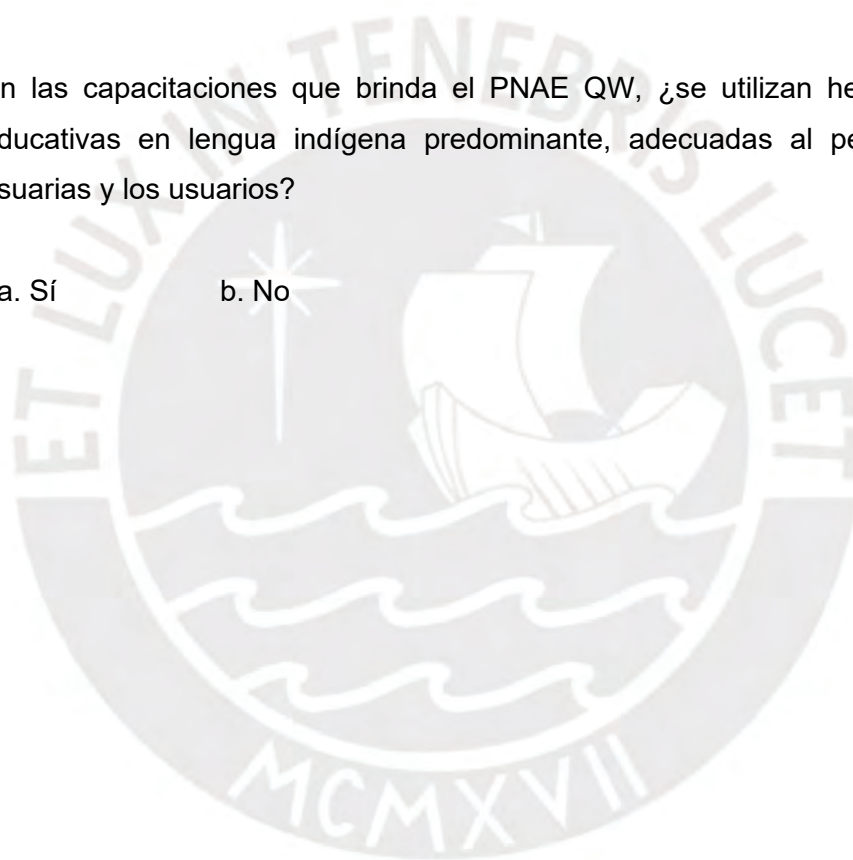 n las capacitaciones que brinda el PNAE QW, ¿se utilizan he
ducativas en lengua indígena predominante, adecuadas al pe
suarias y los usuarios?
a. Sí b. No
ET LUX IN TENEBRIS LUCET
MCMXVII